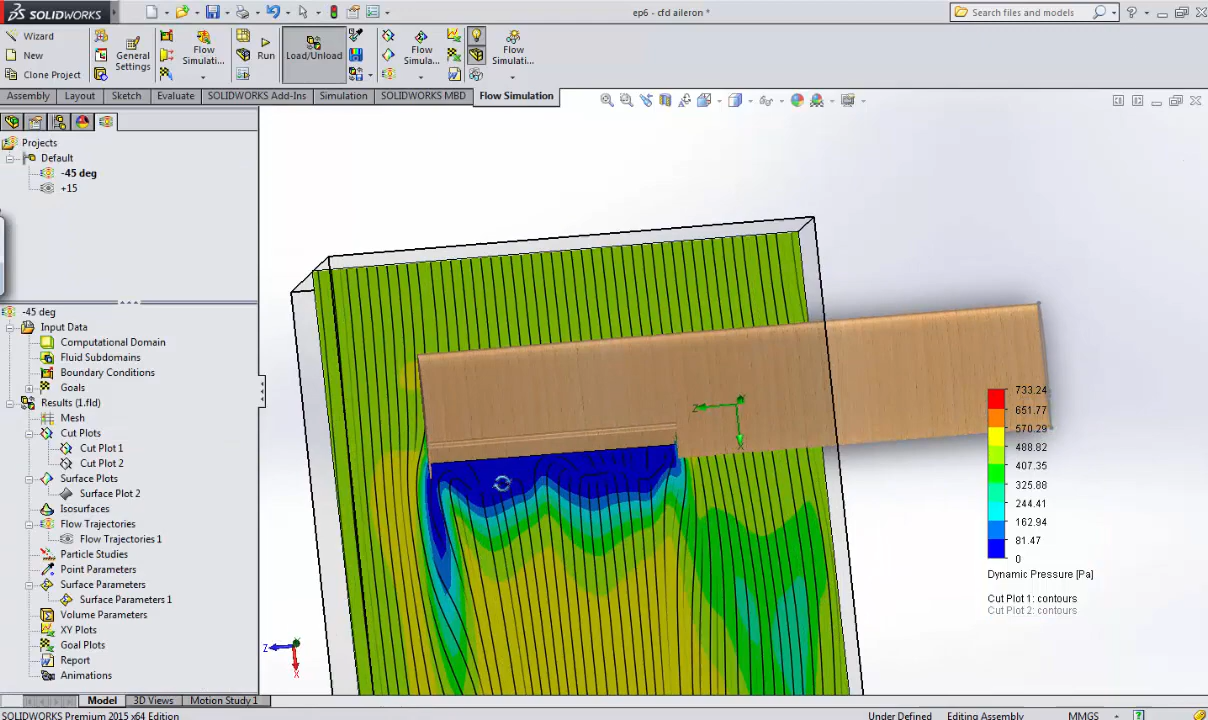 SOLIDWORKS
ep6 - cfd aileron *
Search files and models
Wizard
New
Clone Project
General
Settings
Flow
Simulati...
Run
Load/Unload
Flow
Simula...
Flow
Simulati...
Assembly
Layout
Sketch
Evaluate
SOLIDWORKS Add-Ins
Simulation
SOLIDWORKS MBD
Flow Simulation
Projects
Default
-45 deg
+15
-45 deg
Input Data
Computational Domain
Fluid Subdomains
Boundary Conditions
Goals
Results (1.fld)
Mesh
Cut Plots
Cut Plot 1
Cut Plot 2
Surface Plots
Surface Plot 2
Isosurfaces
Flow Trajectories
Flow Trajectories 1
Particle Studies
Point Parameters
Surface Parameters
Surface Parameters 1
Volume Parameters
XY Plots
Goal Plots
Report
Animations
Z
X
Z
X
733.24
651.77
570.29
488.82
407.35
325.88
244.41
162.94
81.47
0
Dynamic Pressure [Pa]
Cut Plot 1: contours
Cut Plot 2: contours
Model
3D Views
Motion Study 1
SOLIDWORKS Premium 2015 x64 Edition
Under Defined
Editing Assembly
MMGS